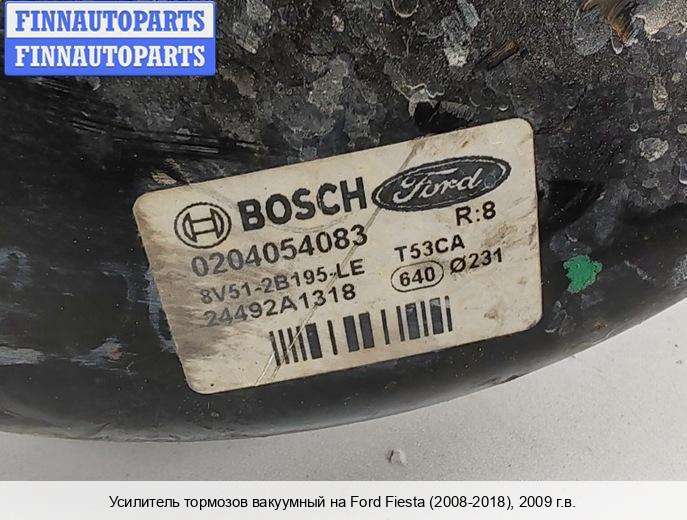 FINNAUTOPARTS
FINNAUTOPARTS
BOSCH Ford
R:8
0204054083 T53CA
8V51-2B195-LE 640 Ø231
24492A1318
Усилитель тормозов вакуумный на Ford Fiesta (2008-2018), 2009 г.в.